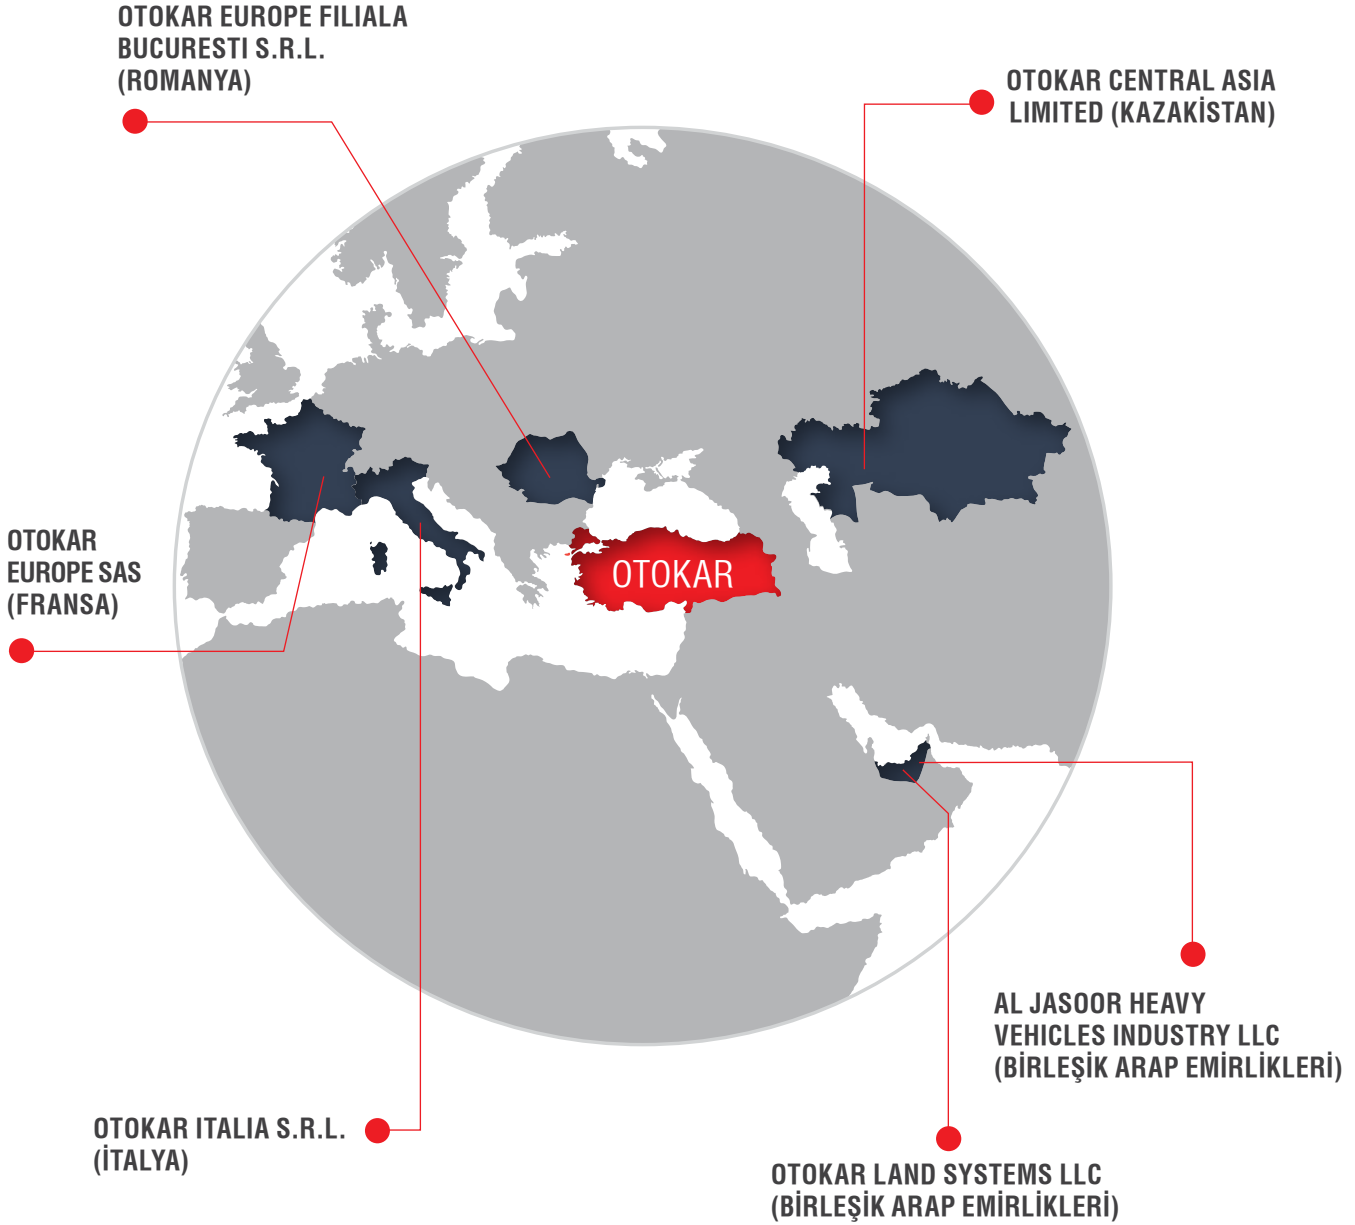 OTOKAR EUROPE FILIALA
BUCURESTI S.R.L.
(ROMANYA)
OTOKAR CENTRAL ASIA
LIMITED (KAZAKİSTAN)
OTOKAR
EUROPE SAS
(FRANSA)
OTOKAR
AL JASOOR HEAVY
VEHICLES INDUSTRY LLC
(BİRLEŞİK ARAP EMİRLİKLERİ)
OTOKAR ITALIA S.R.L.
(İTALYA)
OTOKAR LAND SYSTEMS LLC
(BİRLEŞİK ARAP EMİRLİKLERİ)